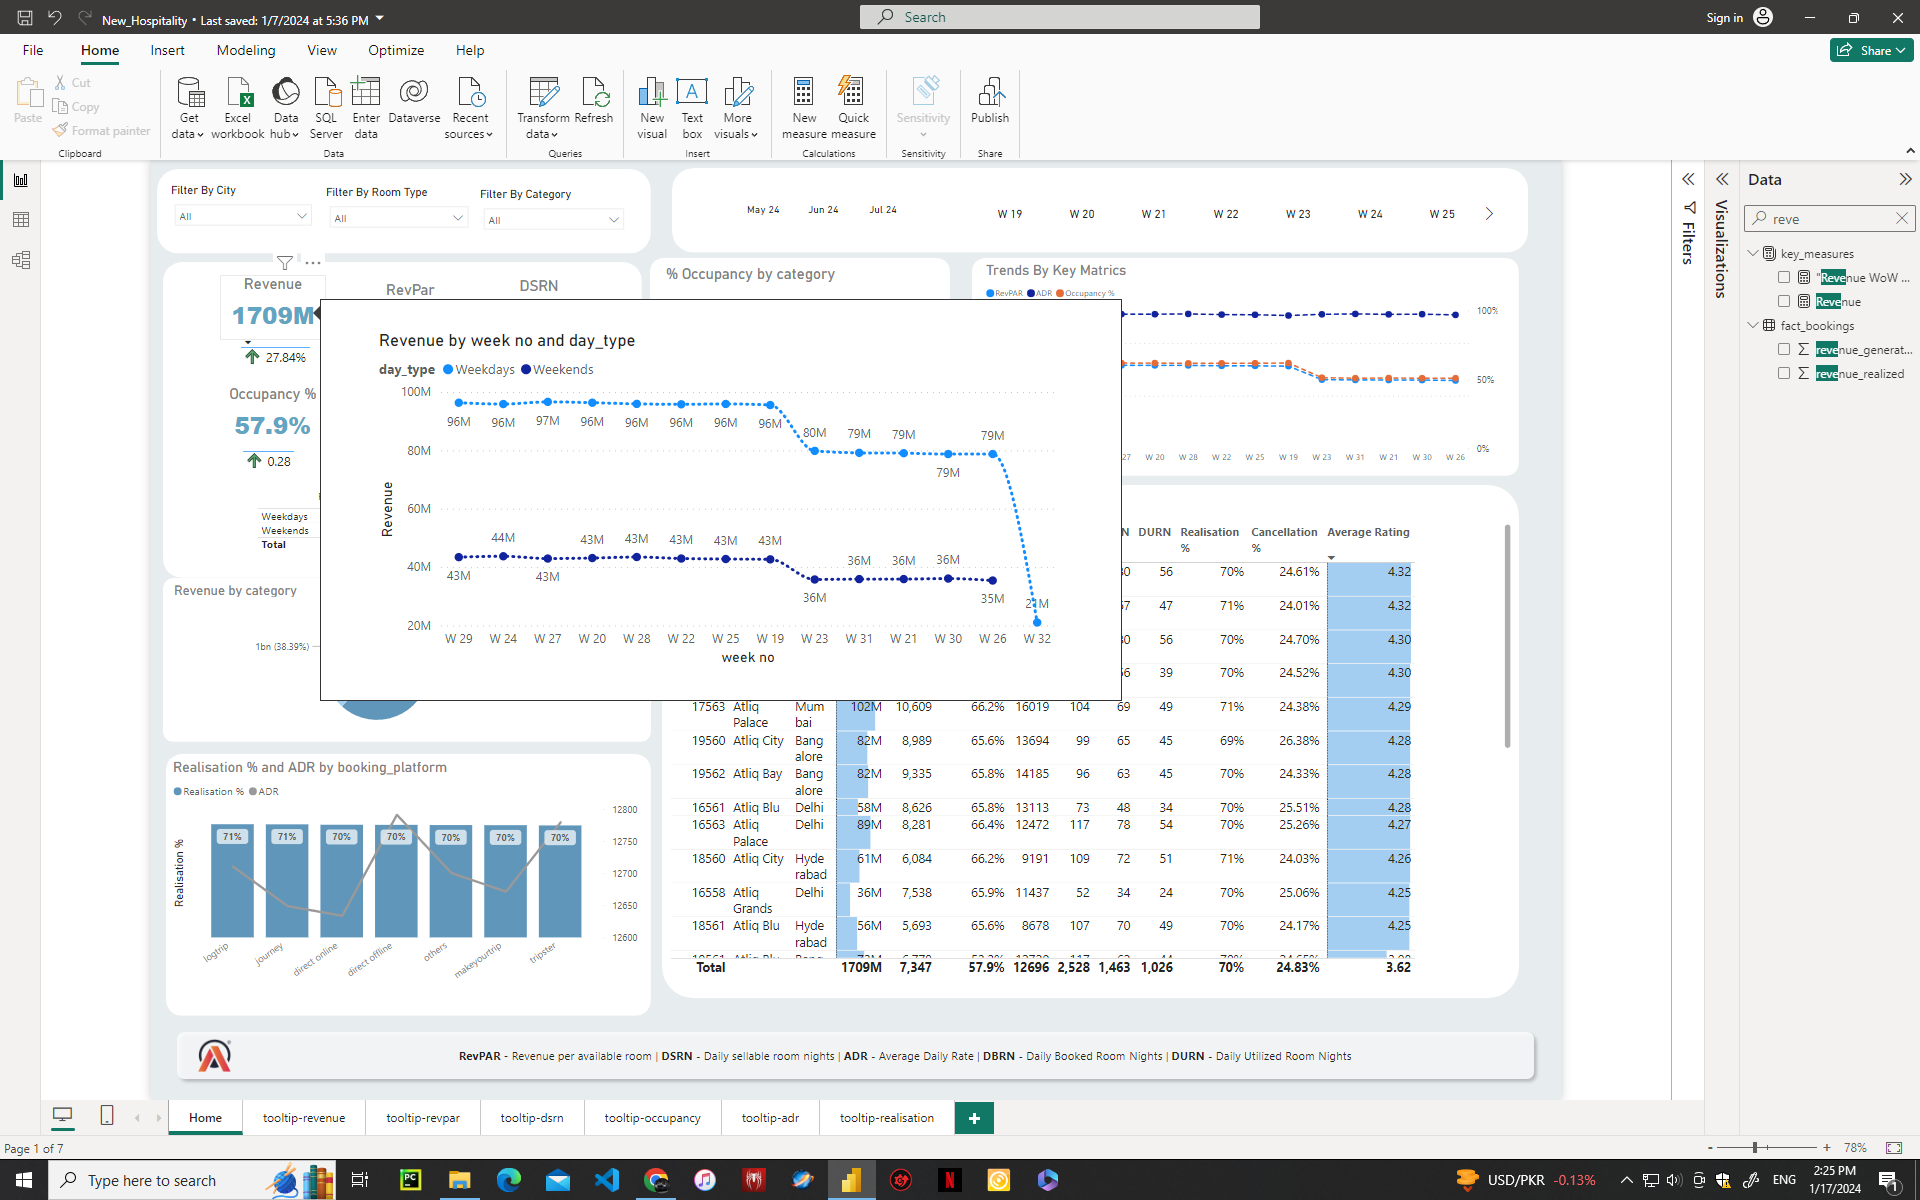 New_Hospitality • Last saved: 1/7/2024 at 5:36 PM
Search
Sign in
File Home Insert Modeling View Optimize Help
Share
Paste
Cut
Copy
Format painter
Clipboard
Get data
Excel workbook
Data hub
SQL Server
Enter data
Dataverse
Recent sources
Data
Transform data
Refresh
Queries
New visual
Text box
More visuals
Insert
New measure
Quick measure
Calculations
Sensitivity
Sensitivity
Publish
Share
Filter By City
All
Filter By Room Type
All
Filter By Category
All
May 24 Jun 24 Jul 24
W 19 W 20 W 21 W 22 W 23 W 24 W 25
Revenue
1709M
27.84%
RevPar
DSRN
Occupancy %
57.9%
0.28
Weekdays
Weekends
Total
% Occupancy by category
Trends By Key Matrics
RevPAR ADR Occupancy %
100%
50%
0%
27 W 20 W 28 W 22 W 25 W 19 W 23 W 31 W 21 W 30 W 26
Revenue by week no and day_type
day_type Weekdays Weekends
100M
80M
60M
40M
20M
Revenue
96M 96M 97M 96M 96M 96M 96M 96M 80M 79M 79M 79M 79M 21M
43M 44M 43M 43M 43M 43M 43M 43M 36M 36M 36M 36M 35M
W 29 W 24 W 27 W 20 W 28 W 22 W 25 W 19 W 23 W 31 W 21 W 30 W 26 W 32
week no
Revenue by category
1bn (38.39%)
N DURN Realisation % Cancellation % Average Rating
56 70% 24.61% 4.32
47 71% 24.01% 4.32
56 70% 24.70% 4.30
39 70% 24.52% 4.30
17563 Atliq Palace Mumbai 102M 10,609 66.2% 16019 104 69 49 71% 24.38% 4.29
19560 Atliq City Bangalore 82M 8,989 65.6% 13694 99 65 45 69% 26.38% 4.28
19562 Atliq Bay Bangalore 82M 9,335 65.8% 14185 96 63 45 70% 24.33% 4.28
16561 Atliq Blu Delhi 58M 8,626 65.8% 13113 73 48 34 70% 25.51% 4.28
16563 Atliq Palace Delhi 89M 8,281 66.4% 12472 117 78 54 70% 25.26% 4.27
18560 Atliq City Hyderabad 61M 6,084 66.2% 9191 109 72 51 71% 24.03% 4.26
16558 Atliq Grands Delhi 36M 7,538 65.9% 11437 52 34 24 70% 25.06% 4.25
18561 Atliq Blu Hyderabad 56M 5,693 65.6% 8678 107 70 49 70% 24.17% 4.25
Total 1709M 7,347 57.9% 12696 2,528 1,463 1,026 70% 24.83% 3.62
Realisation % and ADR by booking_platform
Realisation % ADR
Realisation %
71% 71% 70% 70% 70% 70% 70%
12800
12750
12700
12650
12600
logtrip journey direct online direct offline others makeyourtrip tripster
RevPAR - Revenue per available room | DSRN - Daily sellable room nights | ADR - Average Daily Rate | DBRN - Daily Booked Room Nights | DURN - Daily Utilized Room Nights
Filters
Visualizations
Data
reve
key_measures
"Revenue WoW ...
Revenue
fact_bookings
revenue_generat...
revenue_realized
Home tooltip-revenue tooltip-revpar tooltip-dsrn tooltip-occupancy tooltip-adr tooltip-realisation
Page 1 of 7
78%
Type here to search
USD/PKR -0.13%
ENG
2:25 PM
1/17/2024